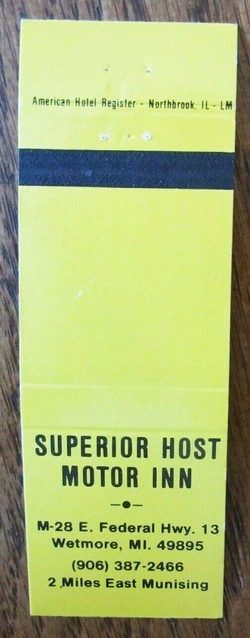 American Hotel Register - Northbrook, IL - LM
SUPERIOR HOST
MOTOR INN
M-28 E. Federal Hwy. 13
Wetmore, MI. 49895
(906) 387-2466
2 Miles East Munising